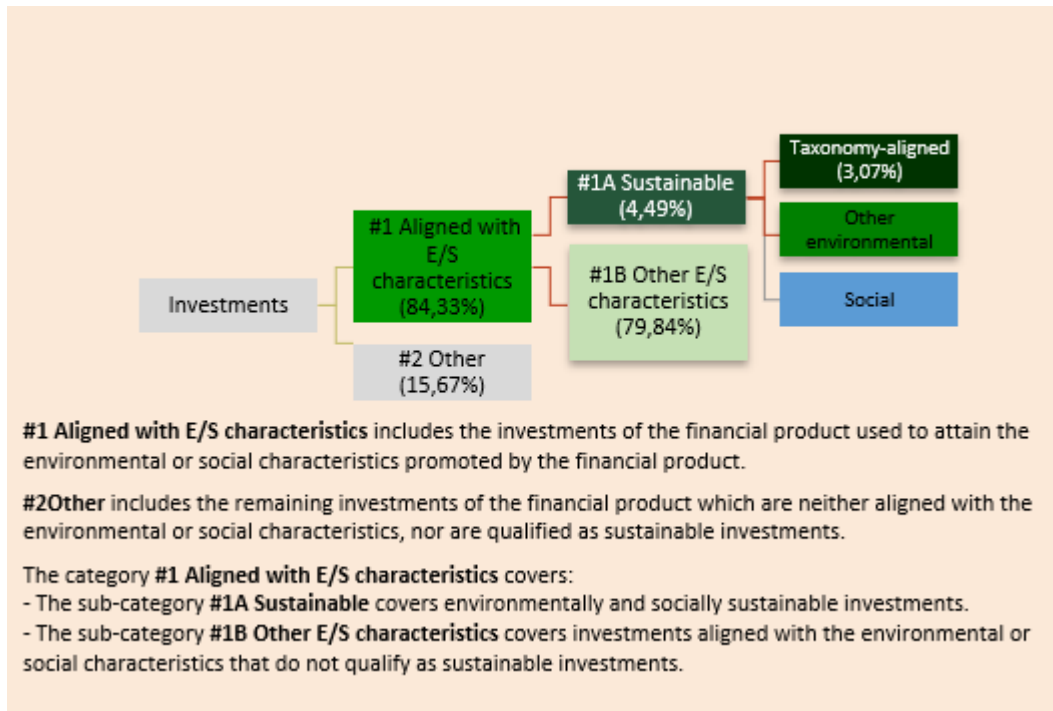 Investments
#1 Aligned with
E/S
characteristics
(84,33%)
#2 Other
(15,67%)
#1A Sustainable
(4,49%)
#1B Other E/S
characteristics
(79,84%)
Taxonomy-aligned
(3,07%)
Other
environmental
Social
#1 Aligned with E/S characteristics includes the investments of the financial product used to attain the
environmental or social characteristics promoted by the financial product.
#2Other includes the remaining investments of the financial product which are neither aligned with the
environmental or social characteristics, nor are qualified as sustainable investments.
The category #1 Aligned with E/S characteristics covers:
- The sub-category #1A Sustainable covers environmentally and socially sustainable investments.
- The sub-category #1B Other E/S characteristics covers investments aligned with the environmental or
social characteristics that do not qualify as sustainable investments.